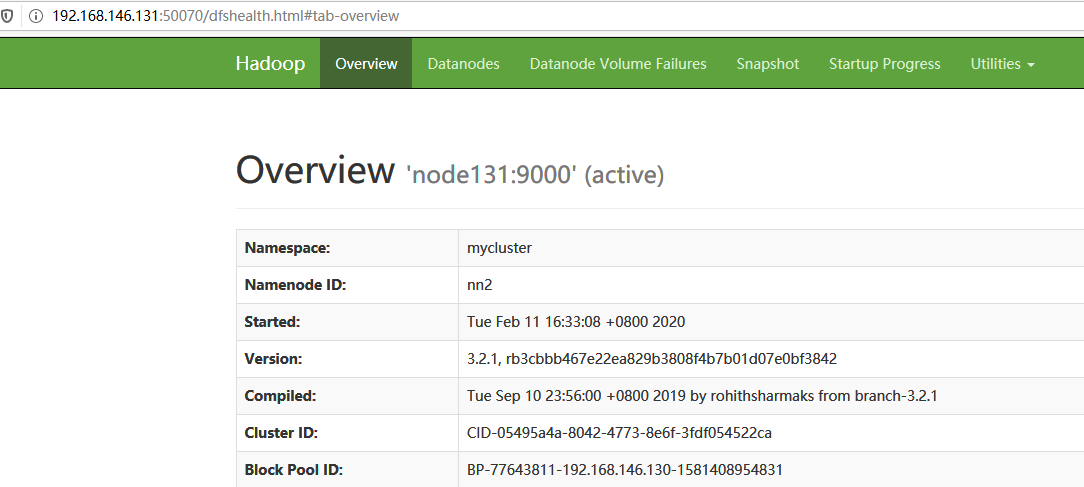 192.168.146.131:50070/dfshealth.html#tab-overview
Hadoop Overview Datanodes Datanode Volume Failures Snapshot Startup Progress Utilities
Overview 'node131:9000' (active)
Namespace: mycluster
Namenode ID: nn2
Started: Tue Feb 11 16:33:08 +0800 2020
Version: 3.2.1, rb3cbbb467e22ea829b3808f4b7b01d07e0bf3842
Compiled: Tue Sep 10 23:56:00 +0800 2019 by rohithsharmaks from branch-3.2.1
Cluster ID: CID-05495a4a-8042-4773-8e6f-3fdf054522ca
Block Pool ID: BP-77643811-192.168.146.130-1581408954831